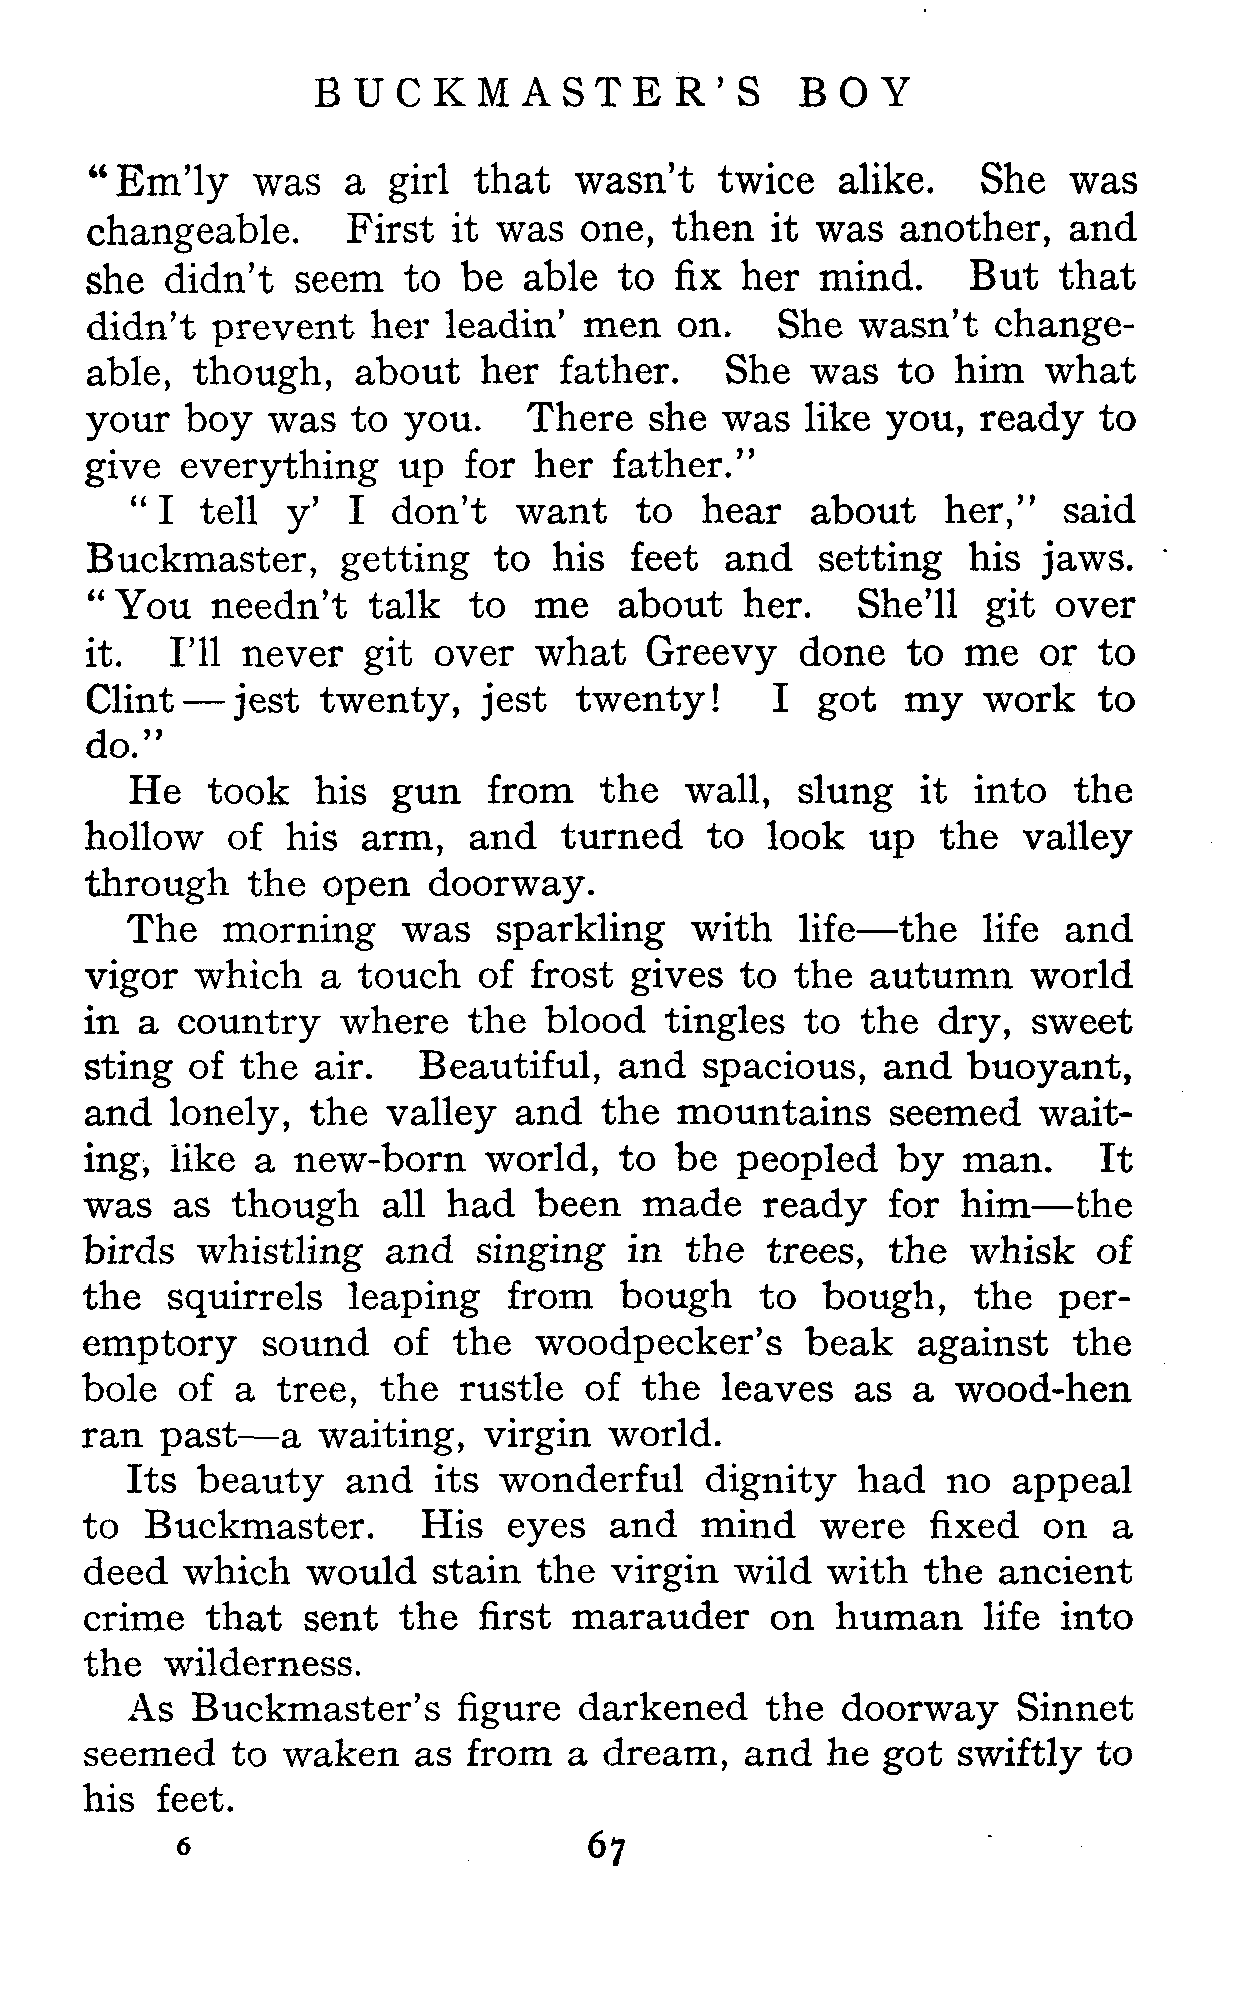 BUCKMASTER'S BOY
"Em'ly was a girl that wasn't twice alike. She was
changeable. First it was one, then it was another, and
she didn't seem to be able to fix her mind. But that
didn't prevent her leadin' men on. She wasn't change-
able, though, about her father. She was to him what
your boy was to you. There she was like you, ready to
give everything up for her father."
"I tell y' I don't want to hear about her," said
Buckmaster, getting to his feet and setting his jaws.
"You needn't talk to me about her. She'll git over
it. I'll never git over what Greevy done to me or to
Clint—jest twenty, jest twenty! I got my work to
do."
He took his gun from the wall, slung it into the
hollow of his arm, and turned to look up the valley
through the open doorway.
The morning was sparkling with life—the life and
vigor which a touch of frost gives to the autumn world
in a country where the blood tingles to the dry, sweet
sting of the air. Beautiful, and spacious, and buoyant,
and lonely, the valley and the mountains seemed wait-
ing, like a new-born world, to be peopled by man. It
was as though all had been made ready for him—the
birds whistling and singing in the trees, the whisk of
the squirrels leaping from bough to bough, the per-
emptory sound of the woodpecker's beak against the
bole of a tree, the rustle of the leaves as a wood-hen
ran past—a waiting, virgin world.
Its beauty and its wonderful dignity had no appeal
to Buckmaster. His eyes and mind were fixed on a
deed which would stain the virgin wild with the ancient
crime that sent the first marauder on human life into
the wilderness.
As Buckmaster's figure darkened the doorway Sinnet
seemed to waken as from a dream, and he got swiftly to
his feet.
6 67